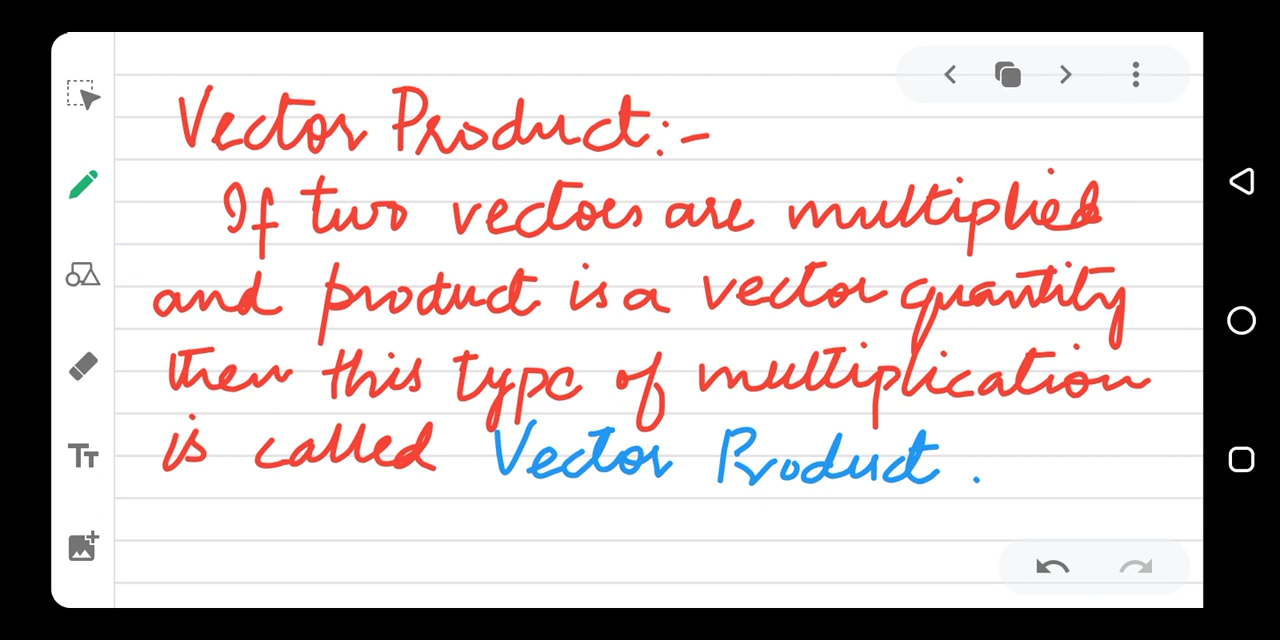 Vector Product:-
If two vectors are multiplied
and product is a vector quantity
then this type of multiplication
is called Vector Product.
TT